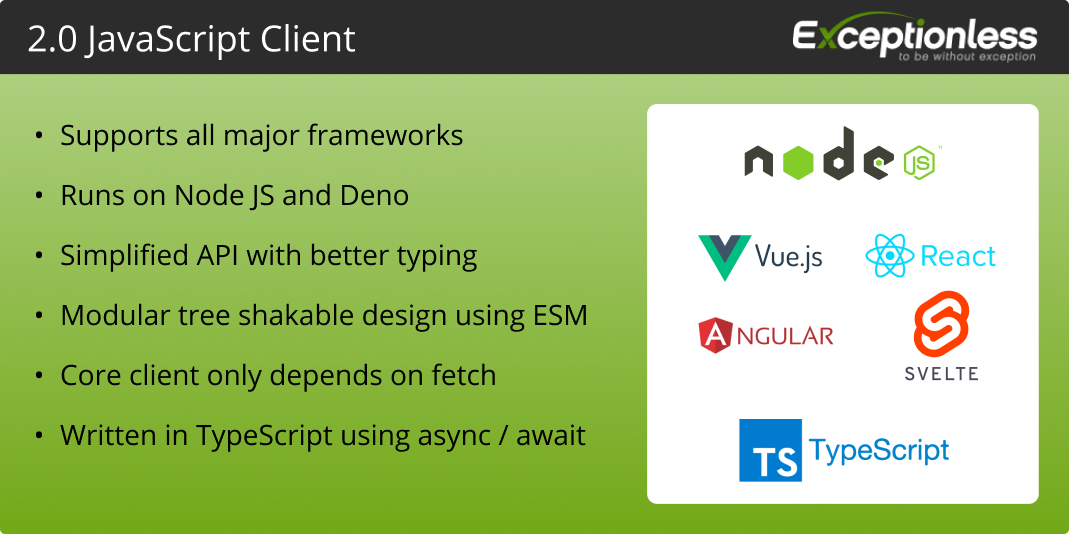 2.0 JavaScript Client
Exceptionless
to be without exception
• Supports all major frameworks
• Runs on Node JS and Deno
• Simplified API with better typing
• Modular tree shakable design using ESM
• Core client only depends on fetch
• Written in TypeScript using async / await
node JS TM
Vue.js
React
ANGULAR
SVELTE
TS TypeScript